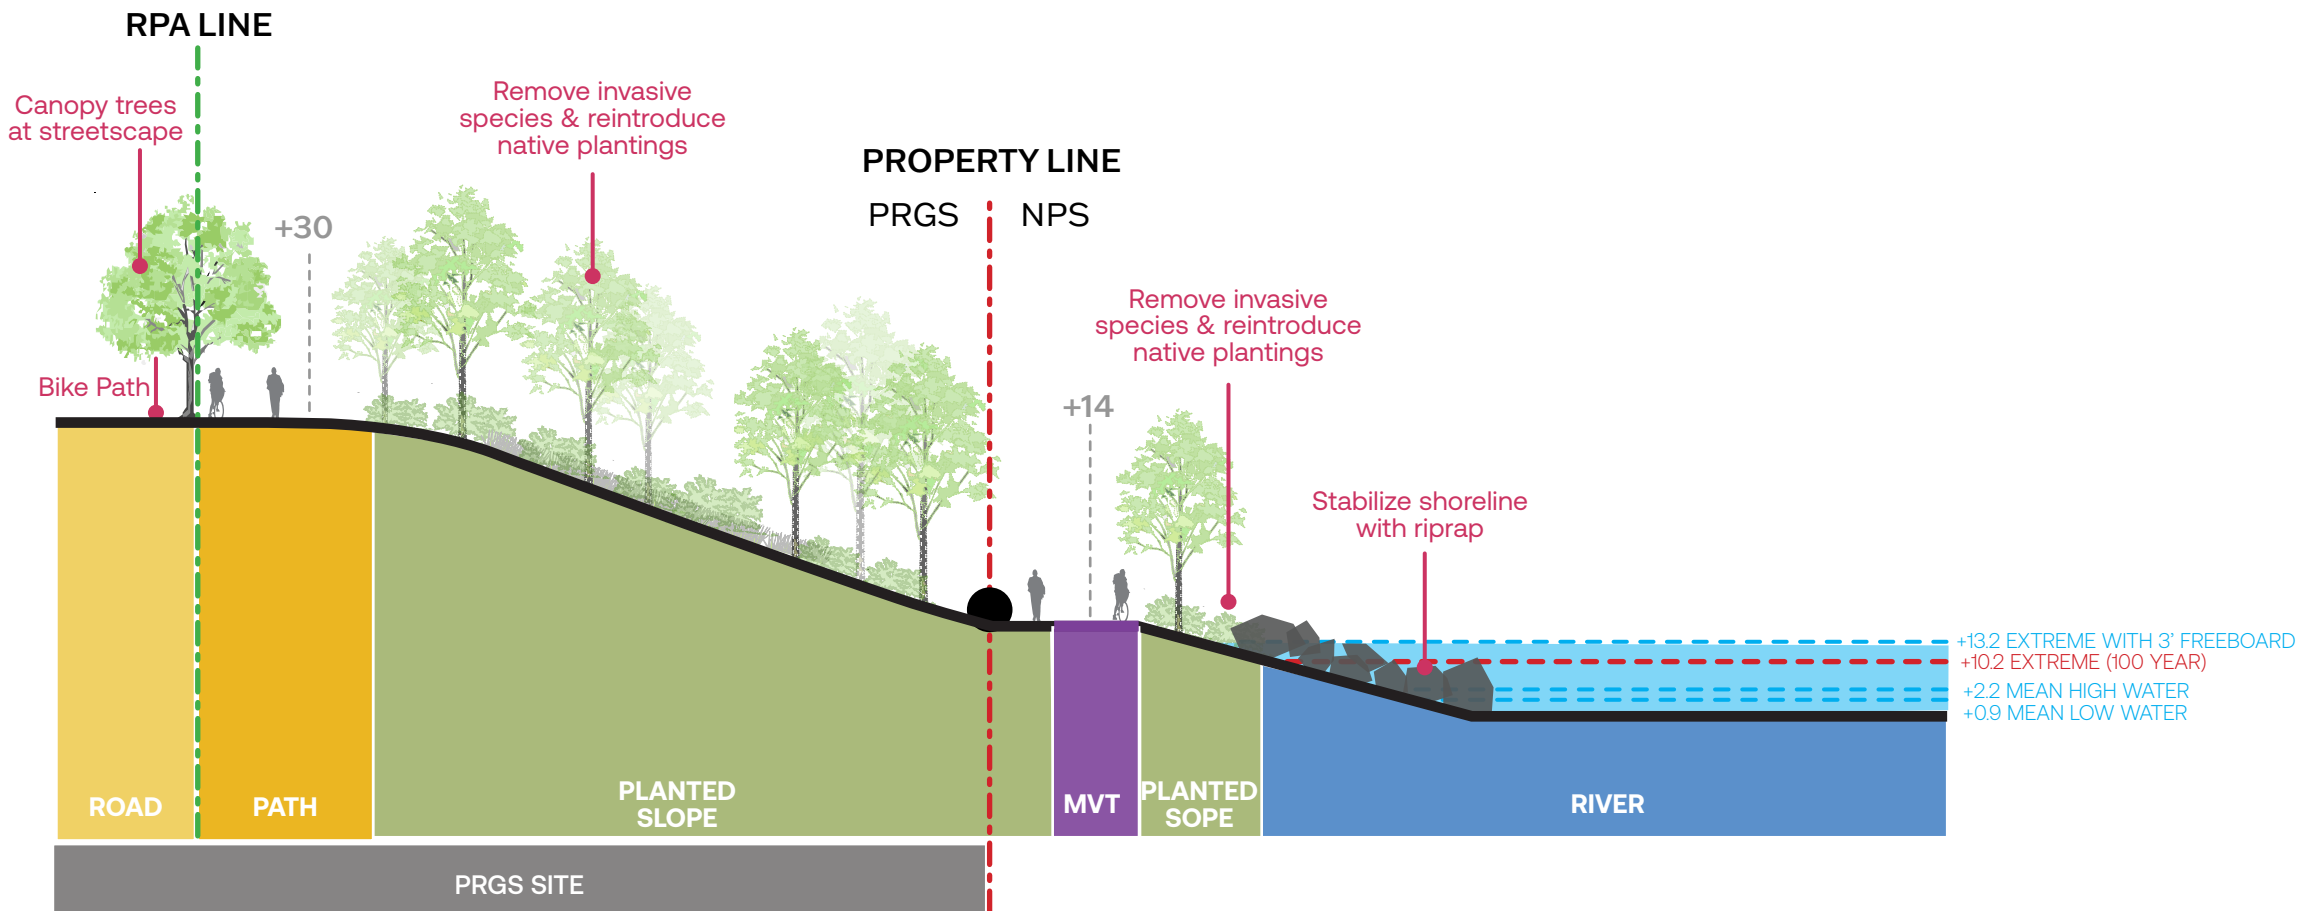 RPA LINE
Canopy trees
at streetscape
Remove invasive
species & reintroduce
native plantings
PROPERTY LINE
PRGS
NPS
+30
Bike Path
Remove invasive
species & reintroduce
native plantings
+14
Stabilize shoreline
with riprap
+13.2 EXTREME WITH 3' FREEBOARD
+10.2 EXTREME (100 YEAR)
+2.2 MEAN HIGH WATER
+0.9 MEAN LOW WATER
ROAD
PATH
PLANTED
SLOPE
MVT
PLANTED
SOPE
RIVER
PRGS SITE